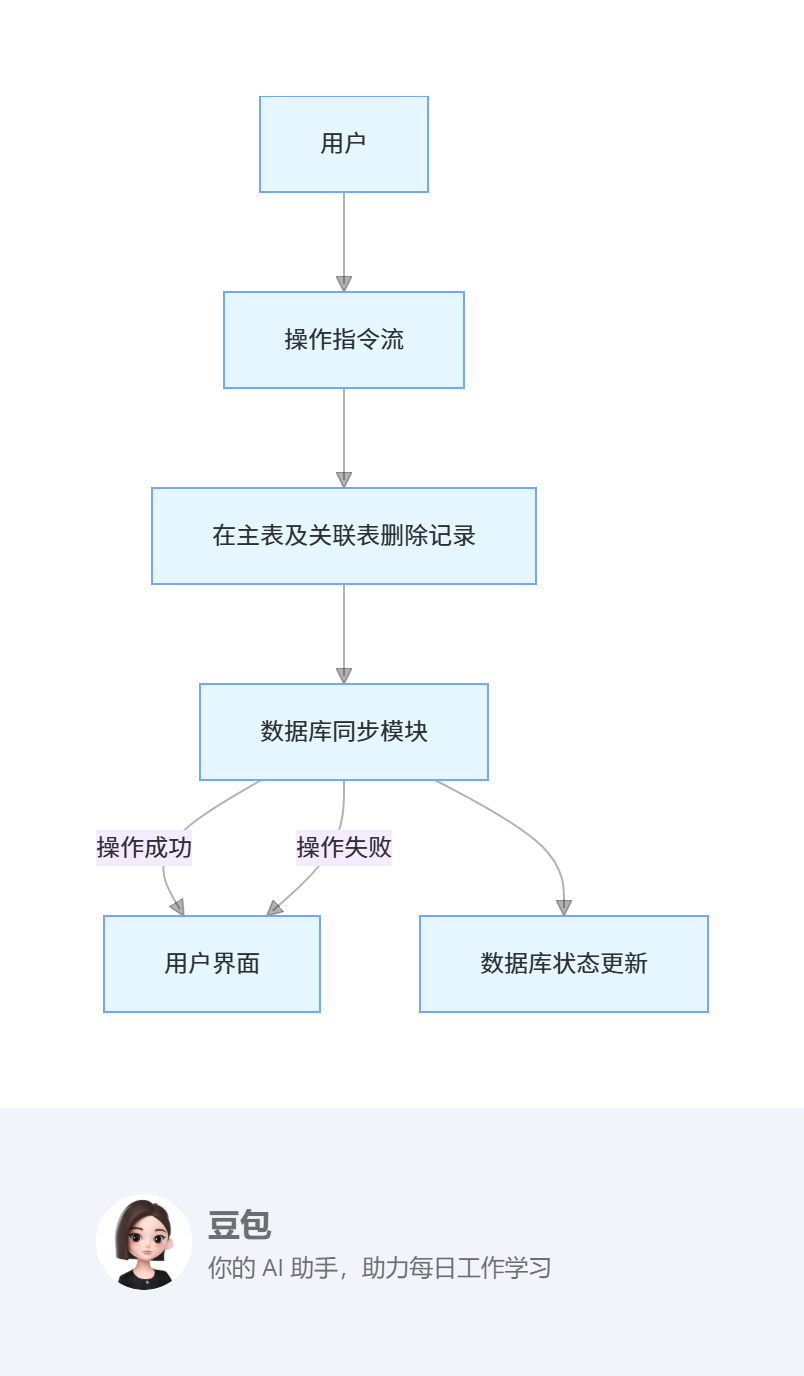 用户
操作指令流
在主表及关联表删除记录
数据库同步模块
操作成功
操作失败
用户界面
数据库状态更新
豆包
你的 AI 助手，助力每日工作学习